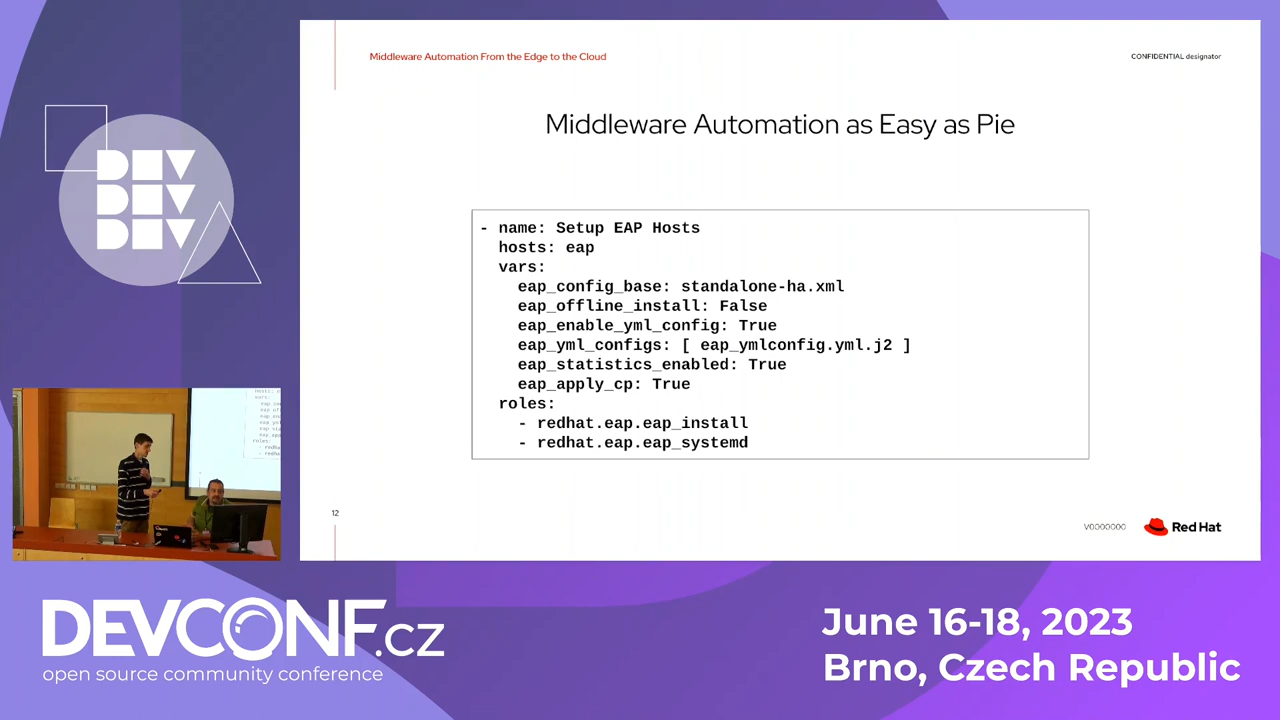 Middleware Automation From the Edge to the Cloud
CONFIDENTIAL designator
Middleware Automation as Easy as Pie
- name: Setup EAP Hosts
  hosts: eap
  vars:
    eap_config_base: standalone-ha.xml
    eap_offline_install: False
    eap_enable_yml_config: True
    eap_yml_configs: [ eap_ymlconfig.yml.j2 ]
    eap_statistics_enabled: True
    eap_apply_cp: True
  roles:
    - redhat.eap.eap_install
    - redhat.eap.eap_systemd
12
V0000000
Red Hat
DEV
DEV
DEV
DEVCONF.cz
open source community conference
June 16-18, 2023
Brno, Czech Republic